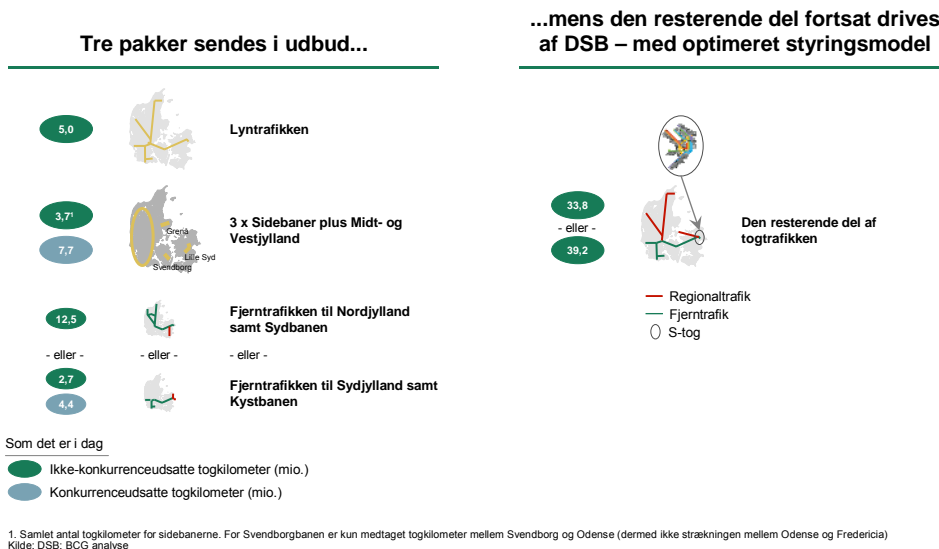 Tre pakker sendes i udbud...
...mens den resterende del fortsat drives
af DSB – med optimeret styringsmodel
5,0
Lyntrafikken
3,7¹
7,7
Grenå
Lille Syd
Svendborg
3 x Sidebaner plus Midt- og
Vestjylland
12,5
Fjerntrafikken til Nordjylland
samt Sydbanen
- eller -
- eller -
- eller -
2,7
4,4
Fjerntrafikken til Sydjylland samt
Kystbanen
33,8
- eller -
39,2
Den resterende del af
togtrafikken
Regionaltrafik
Fjerntrafik
S-tog
Som det er i dag
Ikke-konkurrenceudsatte togkilometer (mio.)
Konkurrenceudsatte togkilometer (mio.)
1. Samlet antal togkilometer for sidebanerne. For Svendborgbanen er kun medtaget togkilometer mellem Svendborg og Odense (dermed ikke strækningen mellem Odense og Fredericia)
Kilde: DSB; BCG analyse